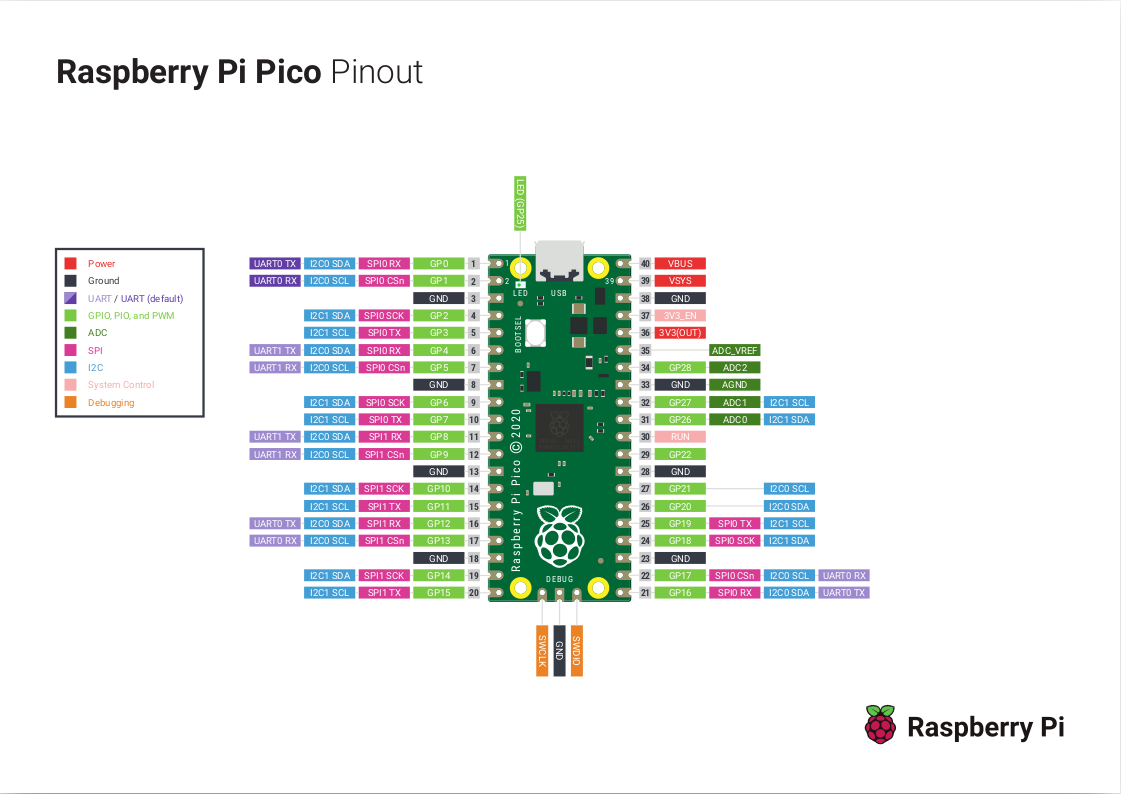 Raspberry Pi Pico Pinout
LED (GP25)
Power
Ground
UART / UART (default)
GPIO, PIO, and PWM
ADC
SPI
I2C
System Control
Debugging
UART0 TX I2C0 SDA SPI0 RX GP0 1
UART0 RX I2C0 SCL SPI0 CSn GP1 2
GND 3
I2C1 SDA SPI0 SCK GP2 4
I2C1 SCL SPI0 TX GP3 5
UART1 TX I2C0 SDA SPI0 RX GP4 6
UART1 RX I2C0 SCL SPI0 CSn GP5 7
GND 8
I2C1 SDA SPI0 SCK GP6 9
I2C1 SCL SPI0 TX GP7 10
UART1 TX I2C0 SDA SPI1 RX GP8 11
UART1 RX I2C0 SCL SPI1 CSn GP9 12
GND 13
I2C1 SDA SPI1 SCK GP10 14
I2C1 SCL SPI1 TX GP11 15
UART0 TX I2C0 SDA SPI1 RX GP12 16
UART0 RX I2C0 SCL SPI1 CSn GP13 17
GND 18
I2C1 SDA SPI1 SCK GP14 19
I2C1 SCL SPI1 TX GP15 20
1
2
39
LED
USB
BOOTSEL
Raspberry Pi Pico © 2020
DEBUG
40 VBUS
39 VSYS
38 GND
37 3V3_EN
36 3V3(OUT)
35 ADC_VREF
34 GP28 ADC2
33 GND AGND
32 GP27 ADC1 I2C1 SCL
31 GP26 ADC0 I2C1 SDA
30 RUN
29 GP22
28 GND
27 GP21 I2C0 SCL
26 GP20 I2C0 SDA
25 GP19 SPI0 TX I2C1 SCL
24 GP18 SPI0 SCK I2C1 SDA
23 GND
22 GP17 SPI0 CSn I2C0 SCL UART0 RX
21 GP16 SPI0 RX I2C0 SDA UART0 TX
SWCLK
GND
SWDIO
Raspberry Pi